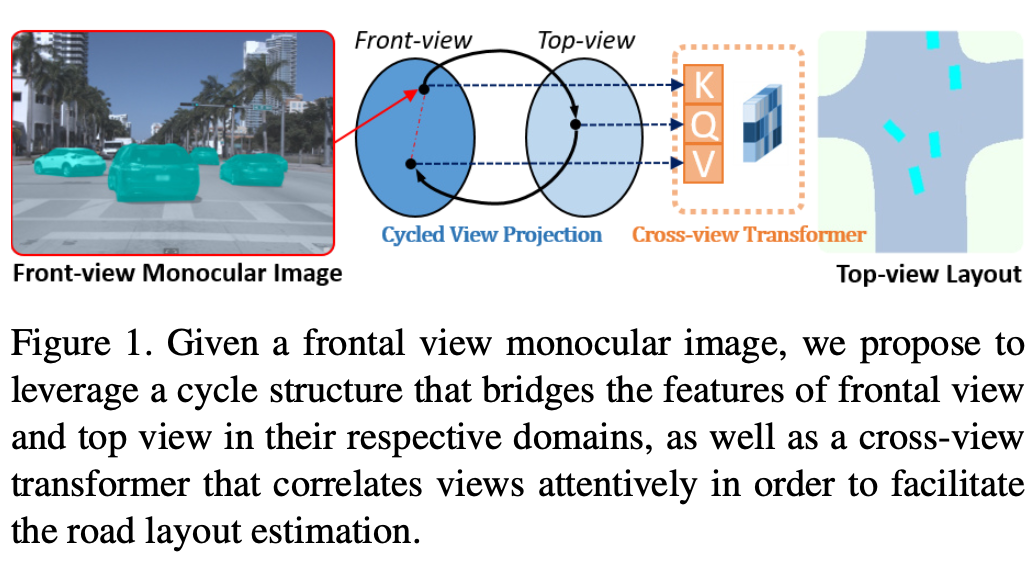 Front-view
Top-view
K
Q
V
Cycled View Projection
Cross-view Transformer
Front-view Monocular Image
Top-view Layout
Figure 1. Given a frontal view monocular image, we propose to
leverage a cycle structure that bridges the features of frontal view
and top view in their respective domains, as well as a cross-view
transformer that correlates views attentively in order to facilitate
the road layout estimation.